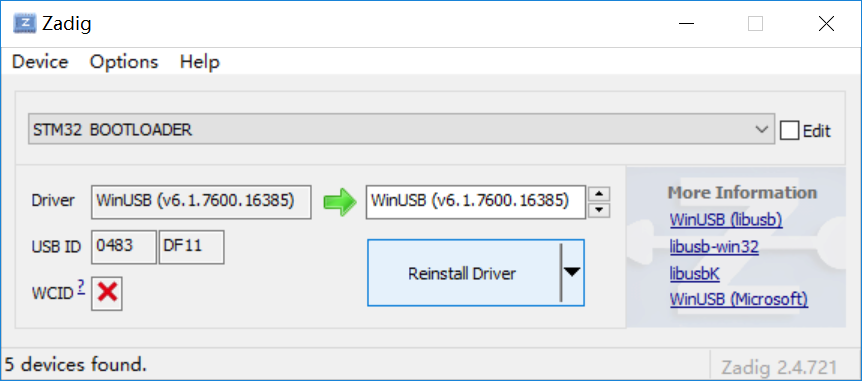 Zadig
Device Options Help
STM32 BOOTLOADER
Edit
Driver WinUSB (v6.1.7600.16385) WinUSB (v6.1.7600.16385)
USB ID 0483 DF11
WCID ?
Reinstall Driver
More Information
WinUSB (libusb)
libusb-win32
libusbK
WinUSB (Microsoft)
5 devices found.
Zadig 2.4.721